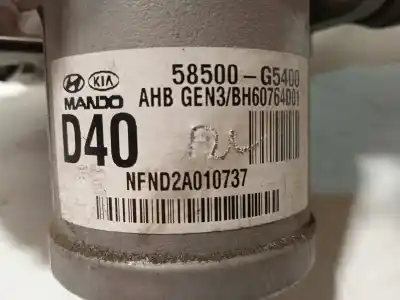 KIA
58500-G5400
MANDO
AHB GEN3/BH60764001
D40
NFND2A010737